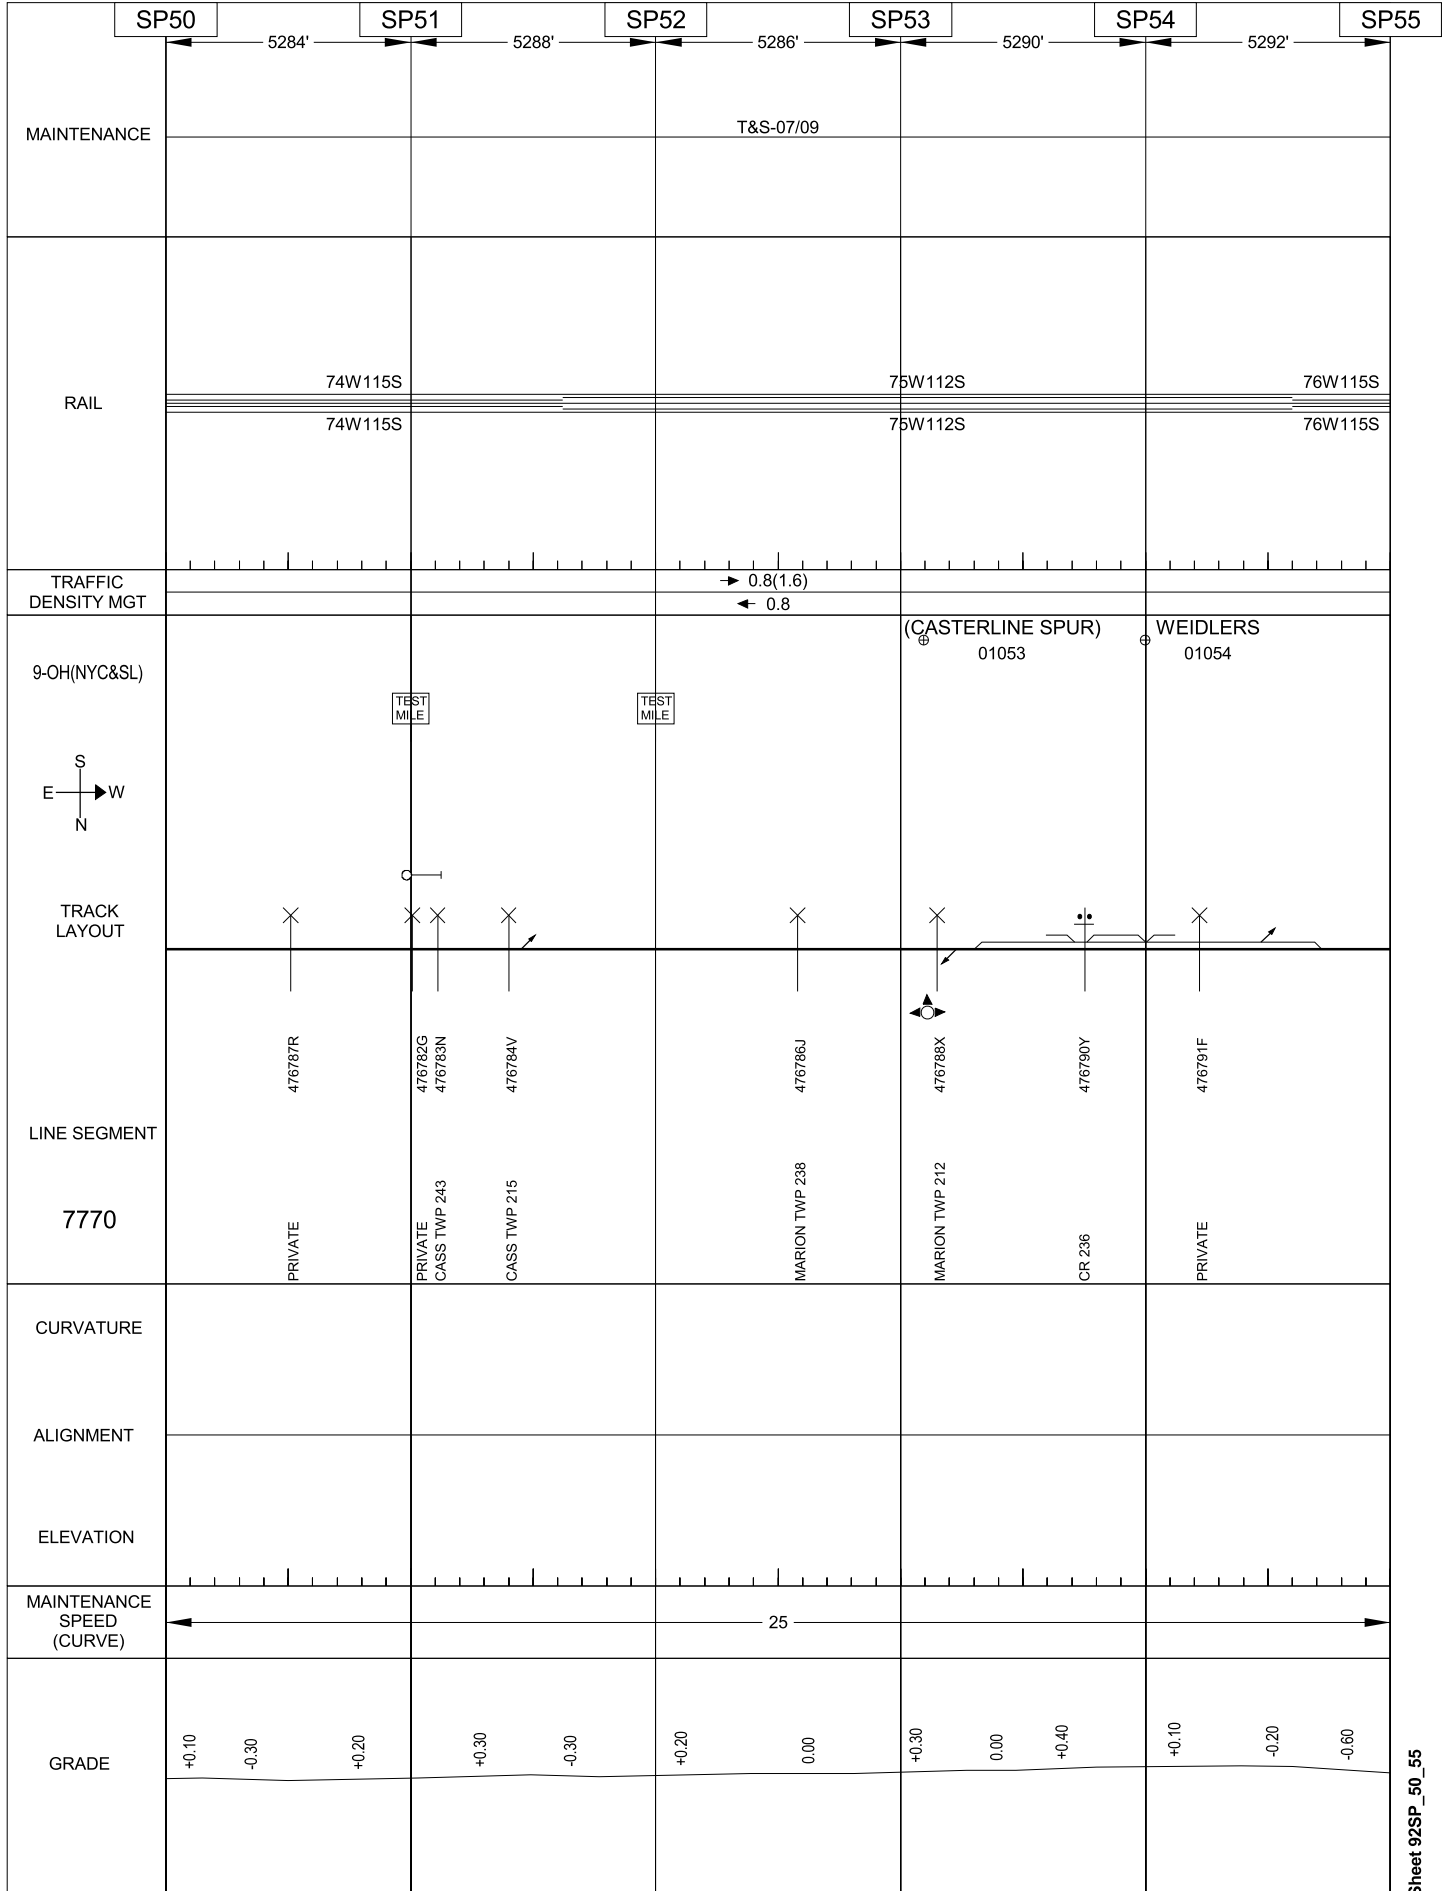 SP50 SP51 SP52 SP53 SP54 SP55
5284' 5288' 5286' 5290' 5292'
MAINTENANCE
T&S-07/09
74W115S 75W112S 76W115S
RAIL
74W115S 75W112S 76W115S
TRAFFIC
DENSITY MGT
0.8(1.6)
0.8
(CASTERLINE SPUR) WEIDLERS
01053 01054
9-OH(NYC&SL)
TEST
MILE
TEST
MILE
S
E W
N
TRACK
LAYOUT
476787R
476782G
476783N
476784V
476786J
476788X
476790Y
476791F
LINE SEGMENT
7770
PRIVATE
PRIVATE
CASS TWP 243
CASS TWP 215
MARION TWP 238
MARION TWP 212
CR 236
PRIVATE
CURVATURE
ALIGNMENT
ELEVATION
MAINTENANCE
SPEED
(CURVE)
25
GRADE
+0.10
-0.30
+0.20
+0.30
-0.30
+0.20
0.00
+0.30
0.00
+0.40
+0.10
-0.20
-0.60
Sheet 92SP_50_55